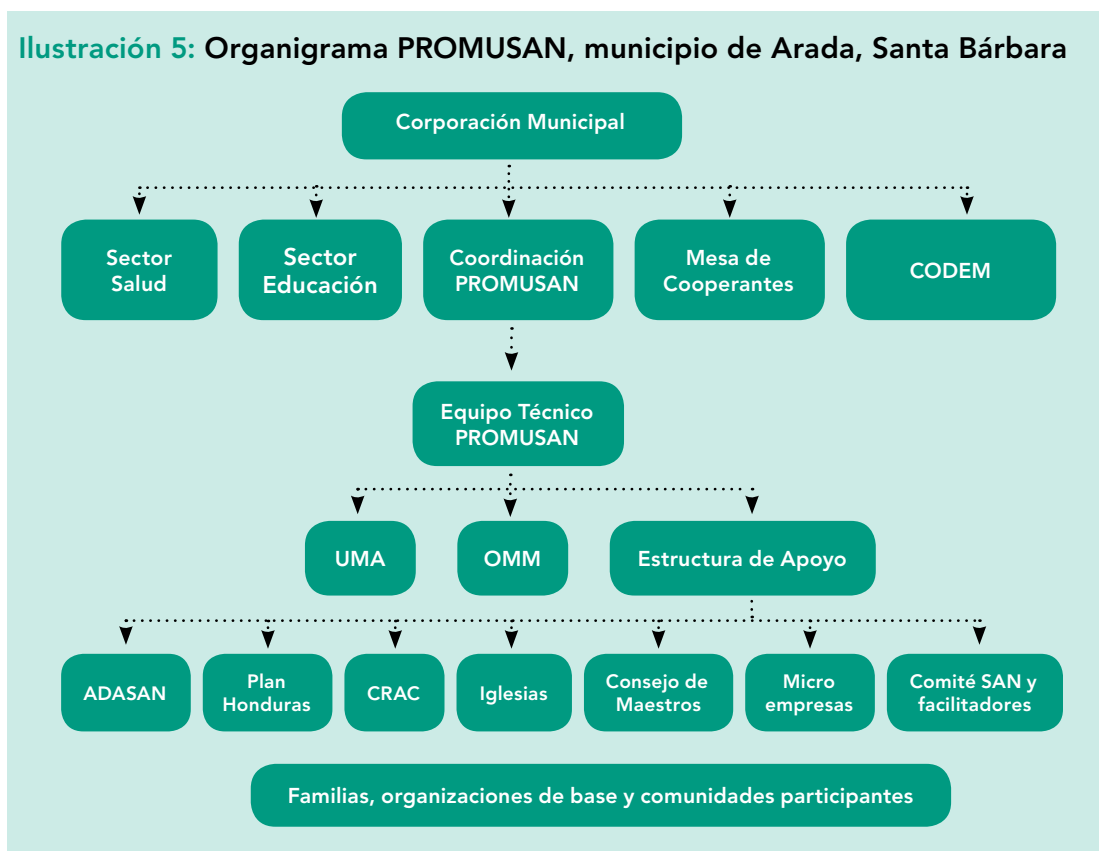 Ilustración 5: Organigrama PROMUSAN, municipio de Arada, Santa Bárbara
Corporación Municipal
Sector
Salud
Sector
Educación
Coordinación
PROMUSAN
Mesa de
Cooperantes
CODEM
Equipo Técnico
PROMUSAN
UMA
OMM
Estructura de Apoyo
ADASAN
Plan
Honduras
CRAC
Iglesias
Consejo de
Maestros
Micro
empresas
Comité SAN y
facilitadores
Familias, organizaciones de base y comunidades participantes